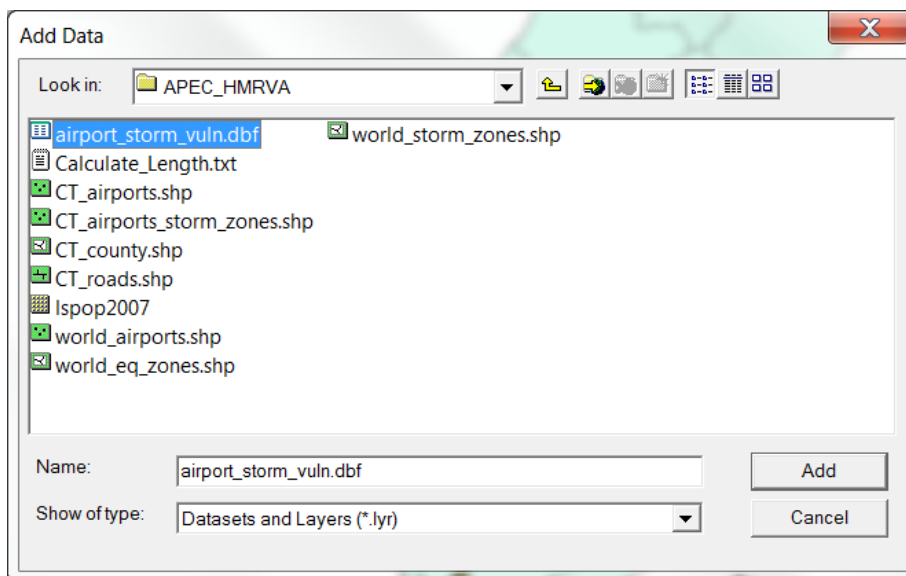 Add Data
Look in: APEC_HMRVA
airport_storm_vuln.dbf
Calculate_Length.txt
CT_airports.shp
CT_airports_storm_zones.shp
CT_county.shp
CT_roads.shp
lspop2007
world_airports.shp
world_eq_zones.shp
world_storm_zones.shp
Name: airport_storm_vuln.dbf
Add
Show of type: Datasets and Layers (*.lyr)
Cancel